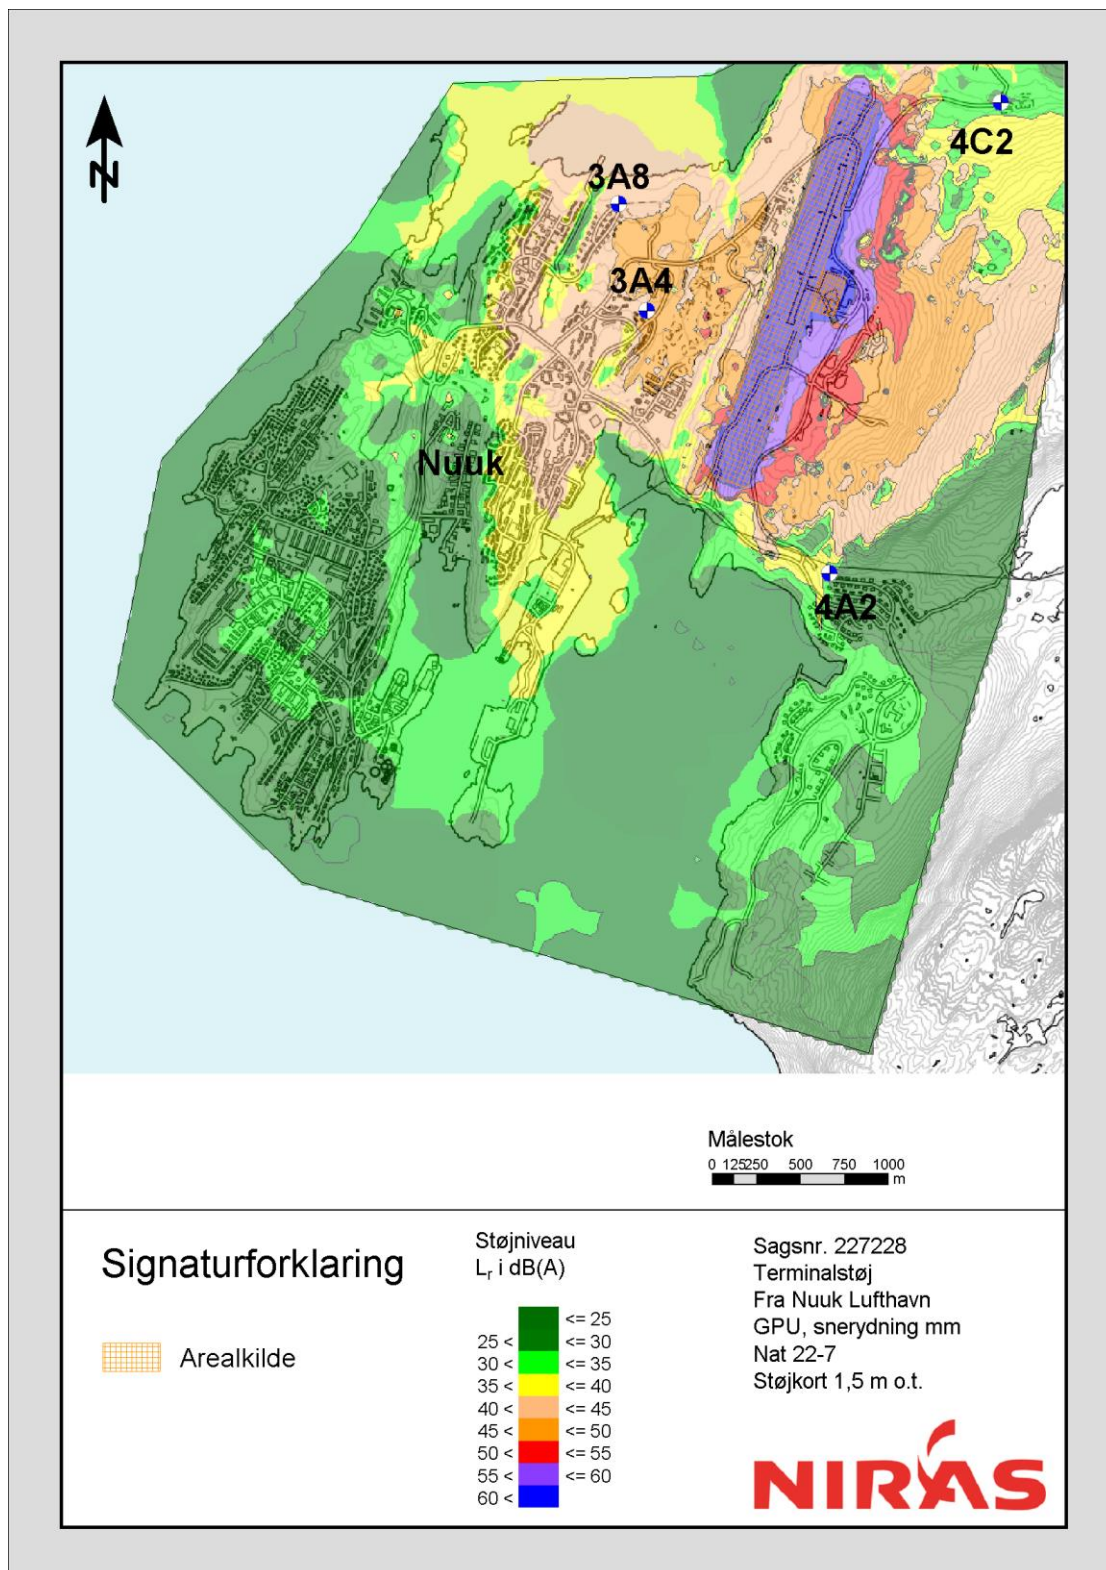 N
4C2
3A8
3A4
Nuuk
4A2
Målestok
0 125250 500 750 1000
m
Signaturforklaring
Arealkilde
Støjniveau
Lr i dB(A)
<= 25
25 < <= 30
30 < <= 35
35 < <= 40
40 < <= 45
45 < <= 50
50 < <= 55
55 < <= 60
60 <
Sagsnr. 227228
Terminalstøj
Fra Nuuk Lufthavn
GPU, snerydning mm
Nat 22-7
Støjkort 1,5 m o.t.
NIRAS